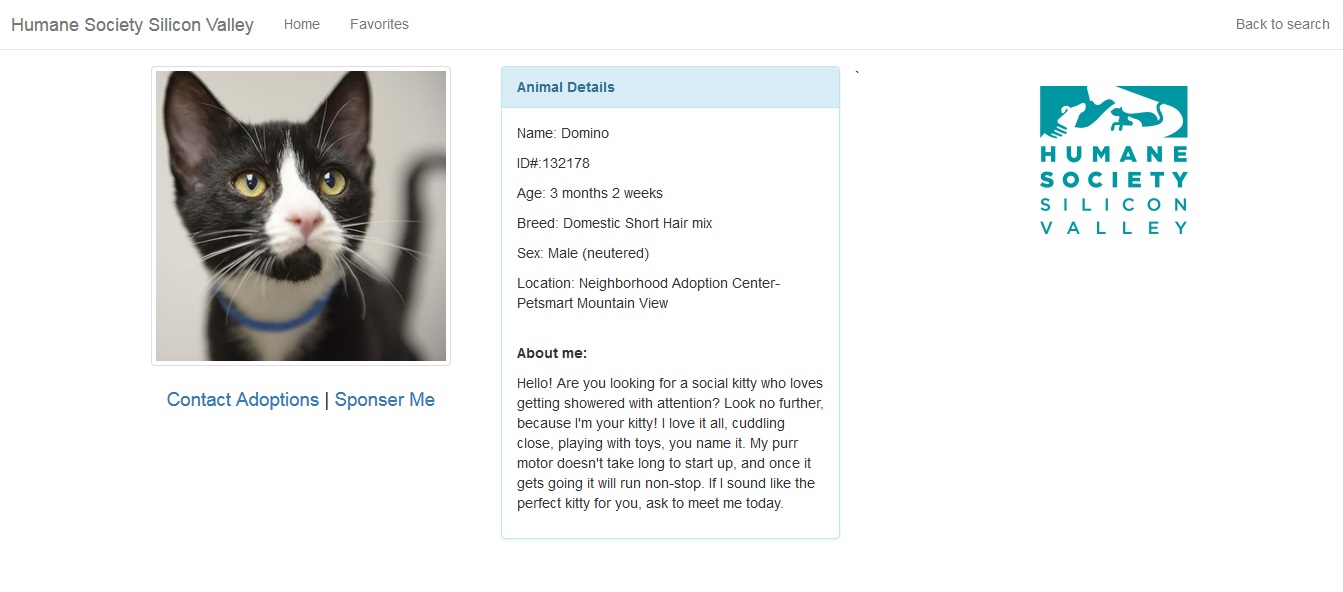 Humane Society Silicon Valley Home Favorites Back to search
Animal Details
`
Name: Domino
ID#:132178
Age: 3 months 2 weeks
Breed: Domestic Short Hair mix
Sex: Male (neutered)
Location: Neighborhood Adoption Center-
Petsmart Mountain View
About me:
Hello! Are you looking for a social kitty who loves
getting showered with attention? Look no further,
because I'm your kitty! I love it all, cuddling
close, playing with toys, you name it. My purr
motor doesn't take long to start up, and once it
gets going it will run non-stop. If I sound like the
perfect kitty for you, ask to meet me today.
Contact Adoptions | Sponser Me
HUMANE
SOCIETY
SILICON
VALLEY